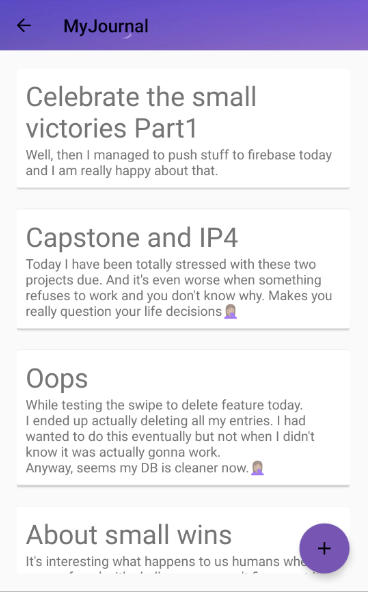 MyJournal
Celebrate the small
victories Part1
Well, then I managed to push stuff to firebase today
and I am really happy about that.
Capstone and IP4
Today I have been totally stressed with these two
projects due. And it's even worse when something
refuses to work and you don't know why. Makes you
really question your life decisions🤦🏼‍♀️
Oops
While testing the swipe to delete feature today.
I ended up actually deleting all my entries. I had
wanted to do this eventually but not when I didn't
know it was actually gonna work.
Anyway, seems my DB is cleaner now.🤦🏼‍♀️
About small wins
It's interesting what happens to us humans